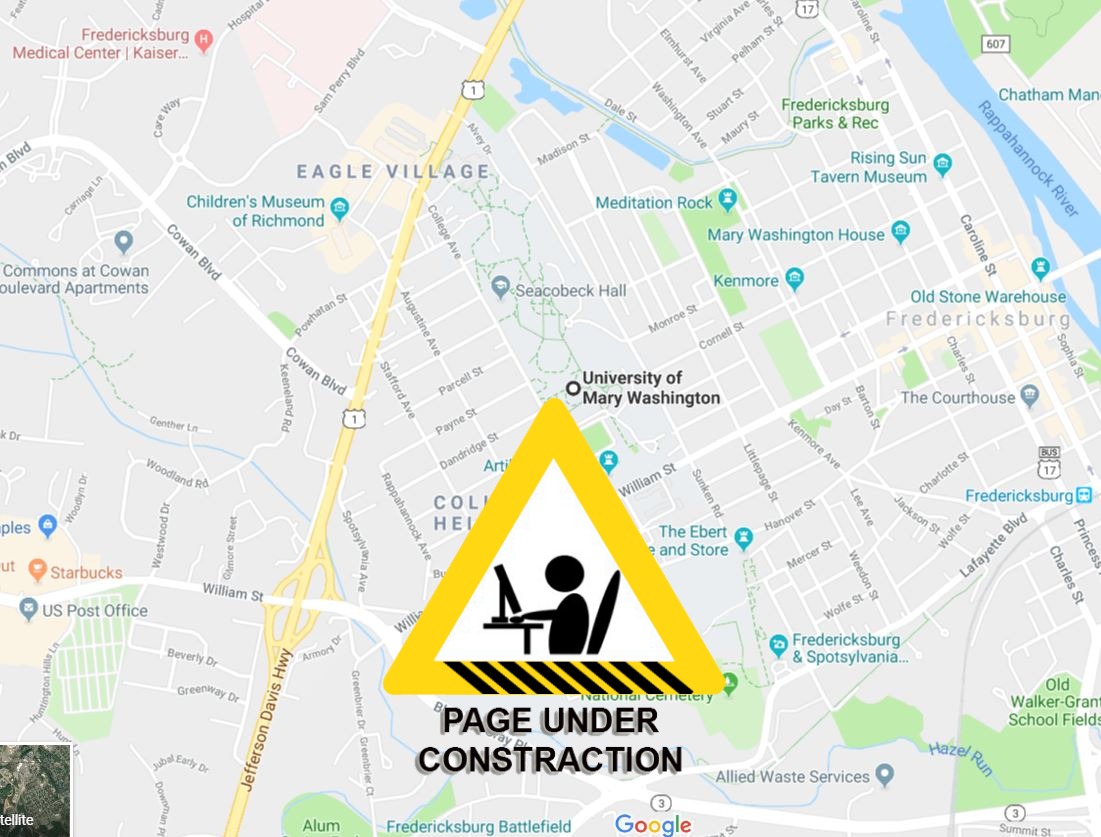 17
Hospital
Caroline St
Virginia Ave
Elmhurst Ave
Pelham St
607
Fredericksburg
Medical Center | Kaiser...
H
Sam Perry Blvd
1
Care Way
Washington Ave
Stuart St
Maury St
Dale St
Alvey Dr
Madison St
Fredericksburg
Parks & Rec
Chatham Man
Rappahannock River
Rising Sun
Tavern Museum
EAGLE VILLAGE
n Blvd
Carriage Ln
Children's Museum
of Richmond
College Ave
Meditation Rock
Mary Washington House
Caroline St
Cowan Blvd
Commons at Cowan
oulevard Apartments
Seacobeck Hall
Kenmore
Old Stone Warehouse
Fredericksburg
Powhatan St
Augustine Ave
Monroe St
Cornell St
Charles St
Sophia St
Cowan Blvd
Keeneland Rd
Stafford Ave
Parcell St
University of
Mary Washington
The Courthouse
Day St
Barton St
1
Payne St
Genther Ln
k Dr
Dandridge St
Kenmore Ave
Littlepage St
BUS
17
Woodland Rd
Woodlyn Dr
Arti
William St
Sunken Rd
Charlotte St
Rappahannock Ave
COLL
HEI
Lee Ave
Jackson St
Fredericksburg
Westwood Dr
Gilmore Street
Spotsylvania Ave
Hanover St
Wolfe St
Lafayette Blvd
Princess
ples
The Ebert
e and Store
Mercer St
Weedon St
Charles St
ut
Starbucks
Bu
William St
US Post Office
Willia
Wolfe St
Armory Dr
Fredericksburg
& Spotsylvania...
Huntington Hills Ln
Beverly Dr
Greenway Dr
Jefferson Davis Hwy
Greenbrier Dr
National Cemetery
Old
Walker-Grant
School Fields
PAGE UNDER
CONSTRACTION
Greenbrier Ct
Jubal Early Dr
Hazel Run
Allied Waste Services
tellite
3
3
Alum
Fredericksburg Battlefield
Google
Summit St